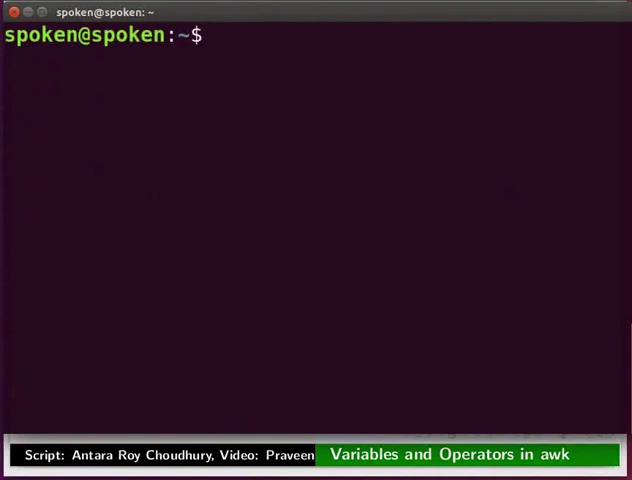 spoken@spoken: ~
spoken@spoken:~$
Script: Antara Roy Choudhury, Video: Praveen
Variables and Operators in awk